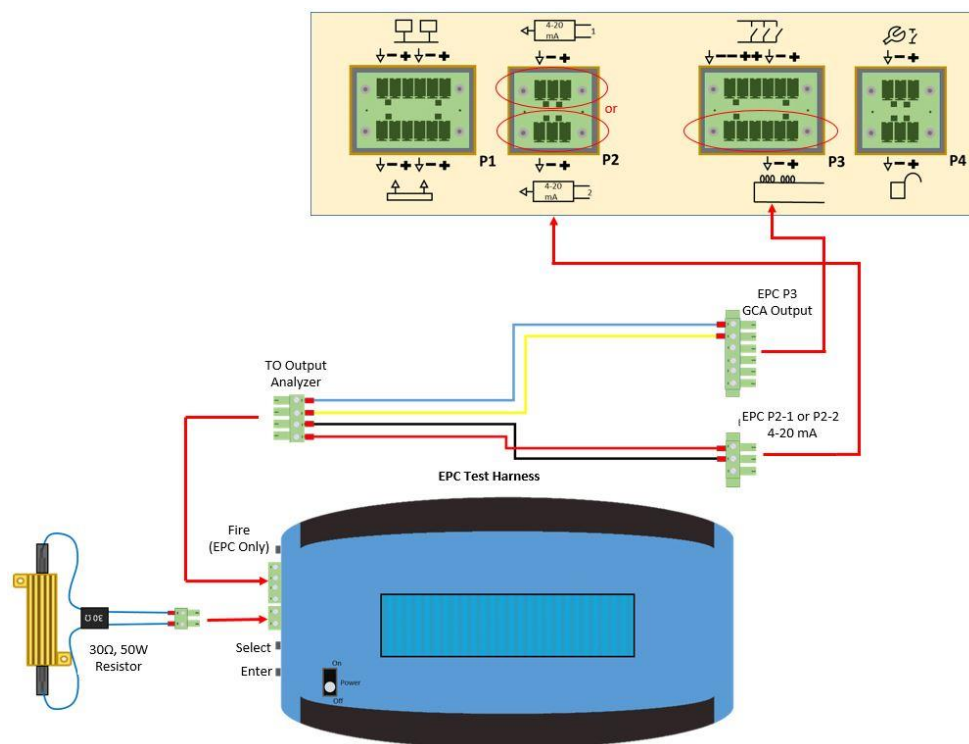 4-20
mA
1
or
P1
P2
P3
P4
4-20
mA
2
EPC P3
GCA Output
TO Output
Analyzer
EPC P2-1 or P2-2
4-20 mA
EPC Test Harness
Fire
(EPC Only)
30 Ω
30Ω, 50W
Resistor
Select
Enter
On
Power
Off